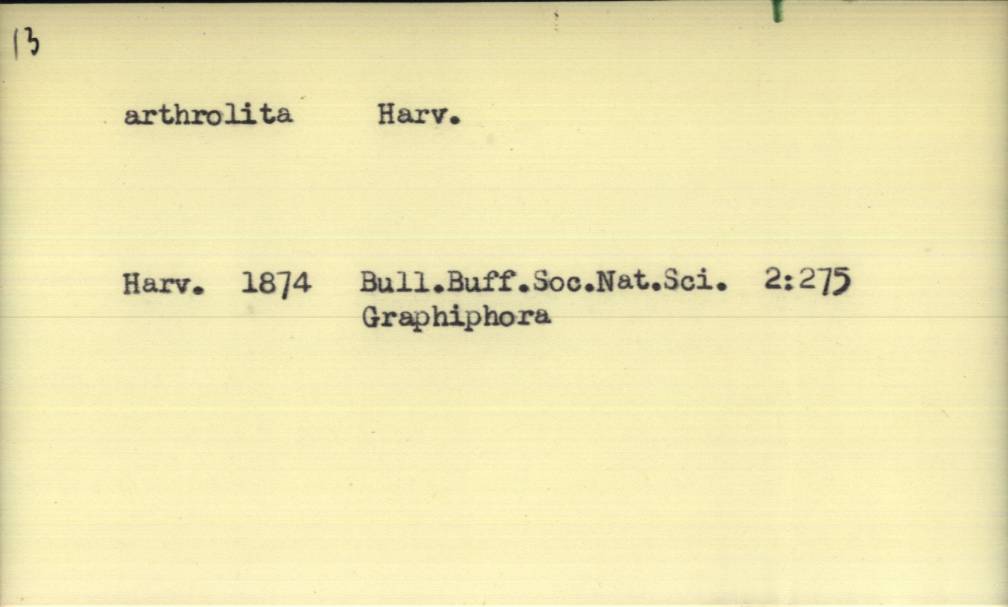 13
arthrolita Harv.
Harv. 1874 Bull.Buff.Soc.Nat.Sci. 2:275
Graphiphora